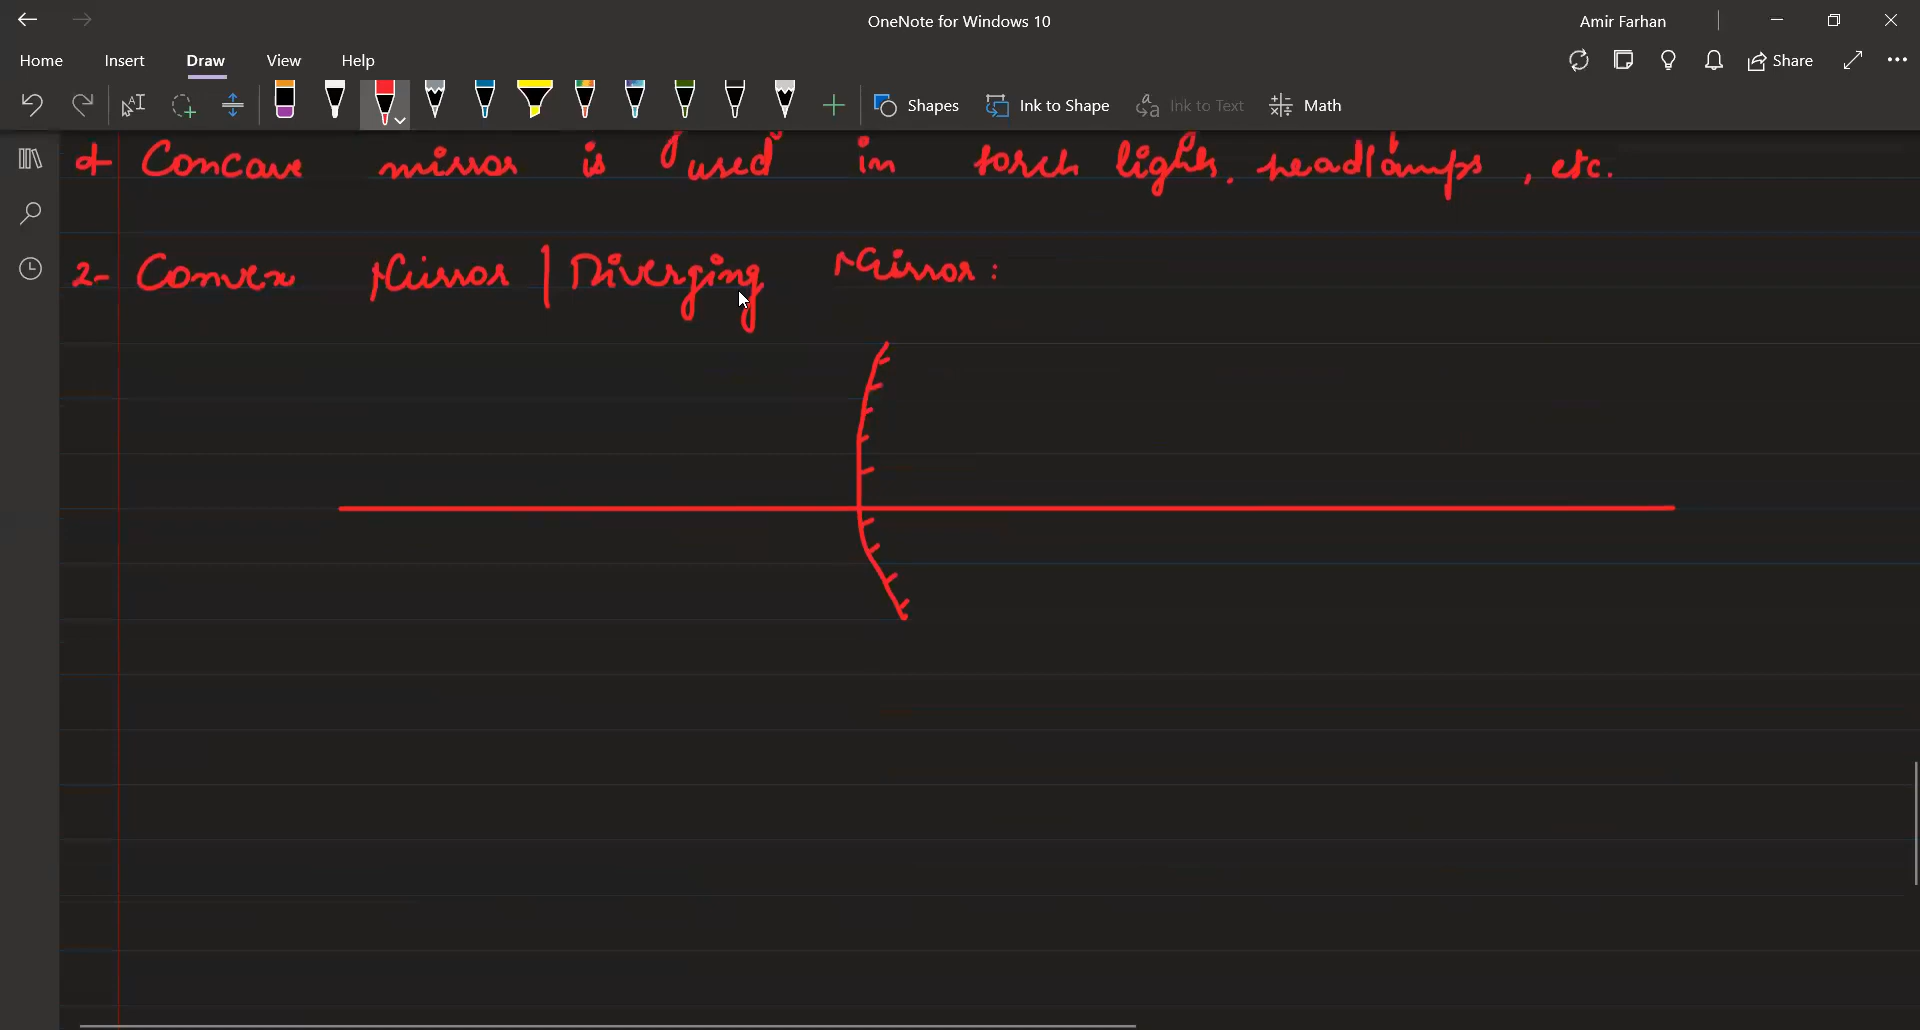 OneNote for Windows 10
Amir Farhan
Home Insert Draw View Help
Share
Shapes Ink to Shape Ink to Text Math
Concave mirror is used in torch lights, headlamps, etc.
2- Convex Mirror | Diverging Mirror: